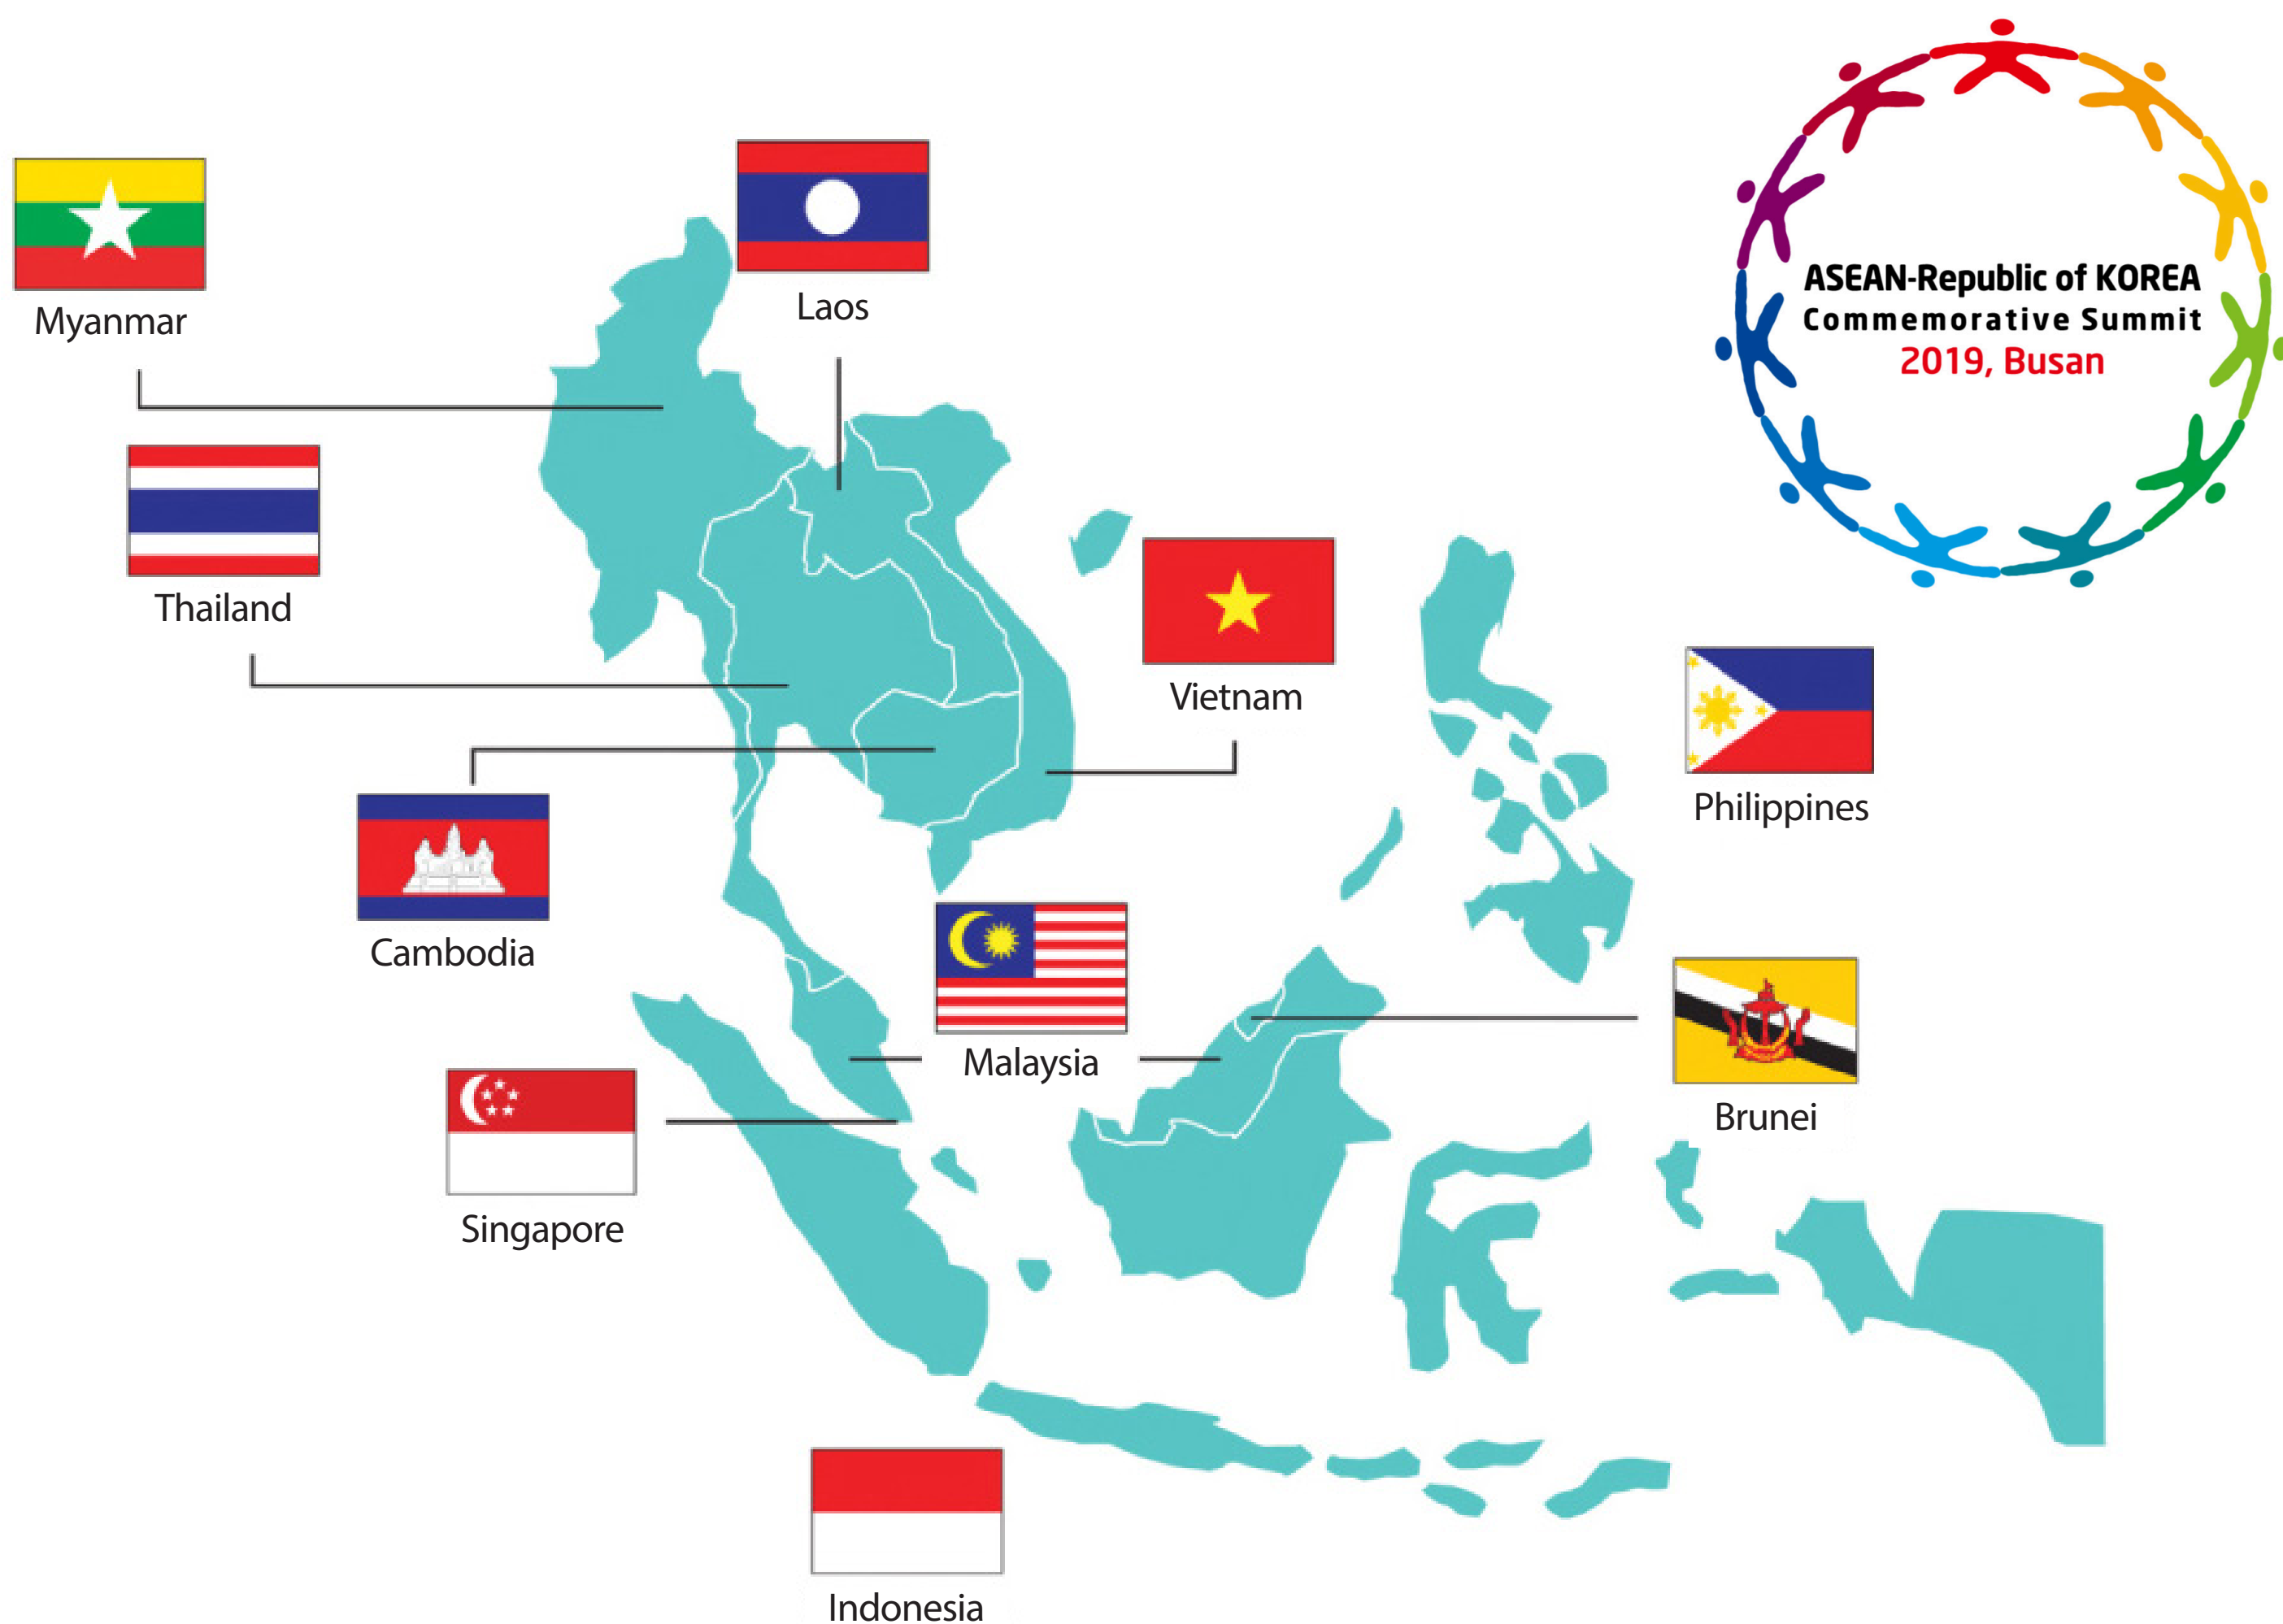 ASEAN-Republic of KOREA
Commemorative Summit
2019, Busan
Myanmar
Laos
Thailand
Vietnam
Philippines
Cambodia
Malaysia
Brunei
Singapore
Indonesia